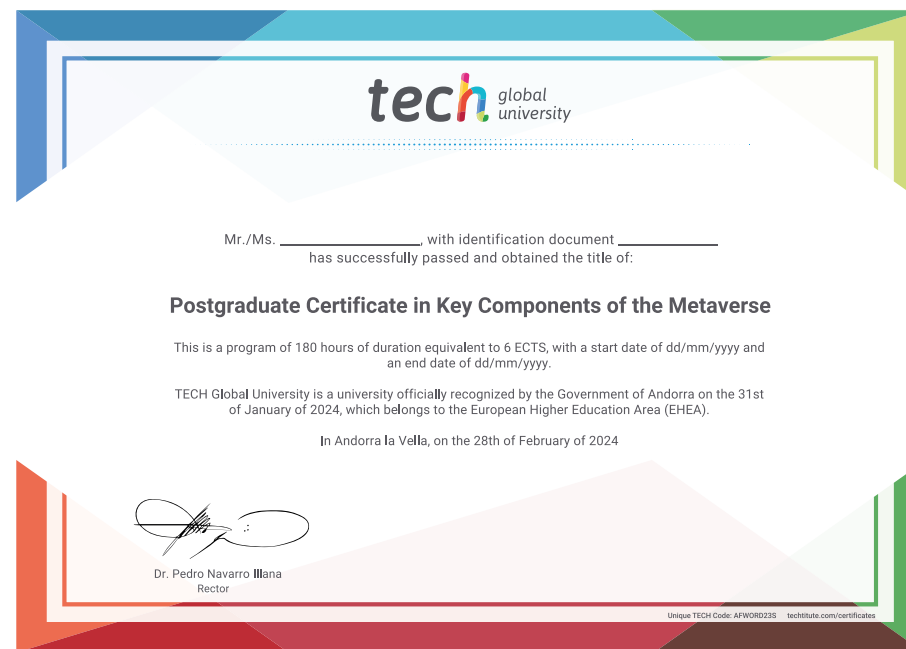 tech global university
Mr./Ms. ________________, with identification document ___________
has successfully passed and obtained the title of:
Postgraduate Certificate in Key Components of the Metaverse
This is a program of 180 hours of duration equivalent to 6 ECTS, with a start date of dd/mm/yyyy and
an end date of dd/mm/yyyy.
TECH Global University is a university officially recognized by the Government of Andorra on the 31st
of January of 2024, which belongs to the European Higher Education Area (EHEA).
In Andorra la Vella, on the 28th of February of 2024
Dr. Pedro Navarro Illana
Rector
Unique TECH Code: AFWORD23S techtitute.com/certificates